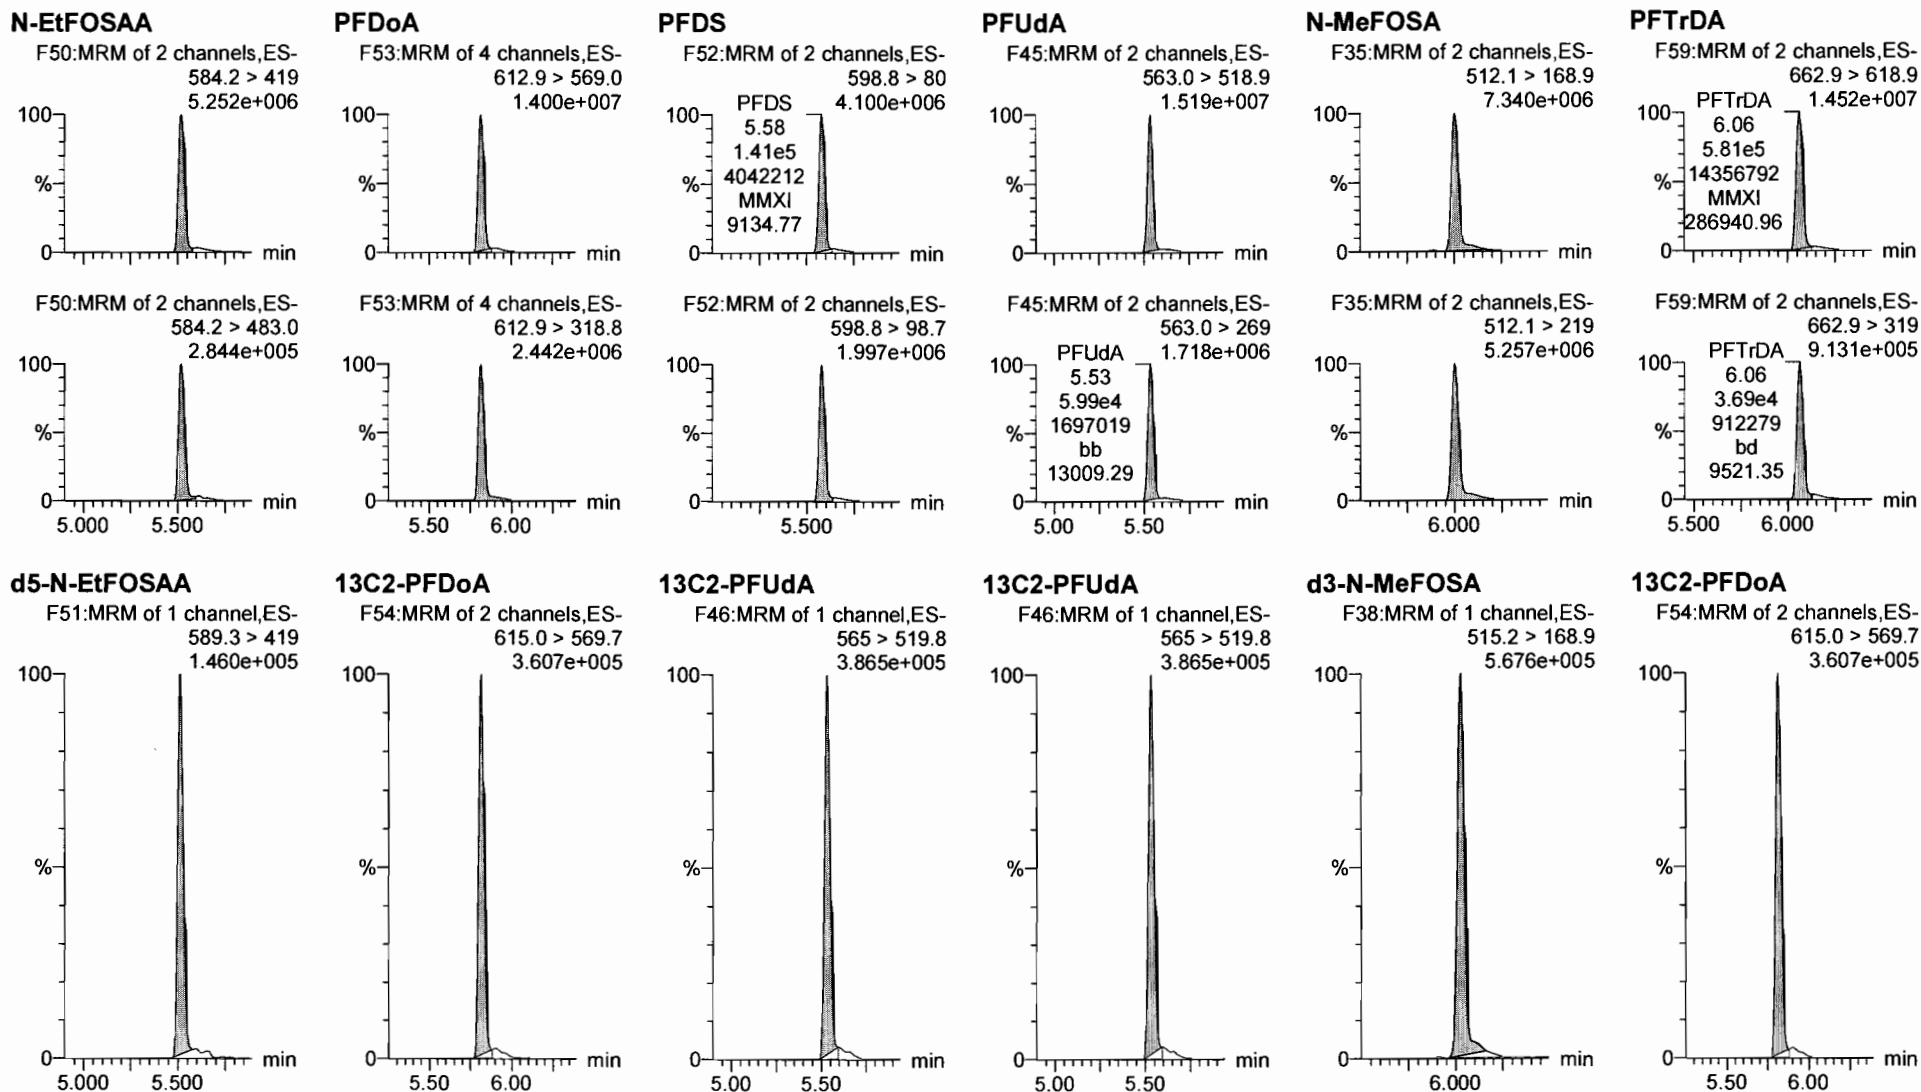 N-EtFOSAA
F50:MRM of 2 channels,ES-
584.2 > 419
5.252e+006
100
%
0
min
F50:MRM of 2 channels,ES-
584.2 > 483.0
2.844e+005
100
%
0
min
5.000 5.500
PFDoA
F53:MRM of 4 channels,ES-
612.9 > 569.0
1.400e+007
100
%
0
min
F53:MRM of 4 channels,ES-
612.9 > 318.8
2.442e+006
100
%
0
min
5.50 6.00
PFDS
F52:MRM of 2 channels,ES-
598.8 > 80
4.100e+006
PFDS
5.58
1.41e5
4042212
MMXI
9134.77
100
%
0
min
F52:MRM of 2 channels,ES-
598.8 > 98.7
1.997e+006
100
%
0
min
5.500
PFUdA
F45:MRM of 2 channels,ES-
563.0 > 518.9
1.519e+007
100
%
0
min
F45:MRM of 2 channels,ES-
563.0 > 269
1.718e+006
PFUdA
5.53
5.99e4
1697019
bb
13009.29
100
%
0
min
5.00 5.50
N-MeFOSA
F35:MRM of 2 channels,ES-
512.1 > 168.9
7.340e+006
100
%
0
min
F35:MRM of 2 channels,ES-
512.1 > 219
5.257e+006
100
%
0
min
6.000
PFTrDA
F59:MRM of 2 channels,ES-
662.9 > 618.9
1.452e+007
PFTrDA
6.06
5.81e5
14356792
MMXI
286940.96
100
%
0
min
F59:MRM of 2 channels,ES-
662.9 > 319
9.131e+005
PFTrDA
6.06
3.69e4
912279
bd
9521.35
100
%
0
min
5.500 6.000
d5-N-EtFOSAA
F51:MRM of 1 channel,ES-
589.3 > 419
1.460e+005
100
%
0
min
5.000 5.500
13C2-PFDoA
F54:MRM of 2 channels,ES-
615.0 > 569.7
3.607e+005
100
%
0
min
5.50 6.00
13C2-PFUdA
F46:MRM of 1 channel,ES-
565 > 519.8
3.865e+005
100
%
0
min
5.00 5.50
13C2-PFUdA
F46:MRM of 1 channel,ES-
565 > 519.8
3.865e+005
100
%
0
min
5.00 5.50
d3-N-MeFOSA
F38:MRM of 1 channel,ES-
515.2 > 168.9
5.676e+005
100
%
0
min
6.000
13C2-PFDoA
F54:MRM of 2 channels,ES-
615.0 > 569.7
3.607e+005
100
%
0
min
5.50 6.00